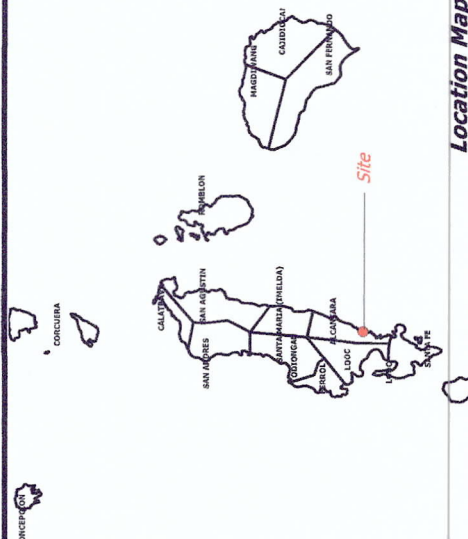 CORCUERA
ONCEPCION
MAGDIWANG
CAJIDIOCAN
SAN FERNANDO
ROMBLON
CALATRAVA
SAN AGUSTIN
SAN ANDRES
SANTA MARIA (IMELDA)
ODIONGAN
FERROL
ALCANTARA
LOOC
SANTA FE
Site
Location Map